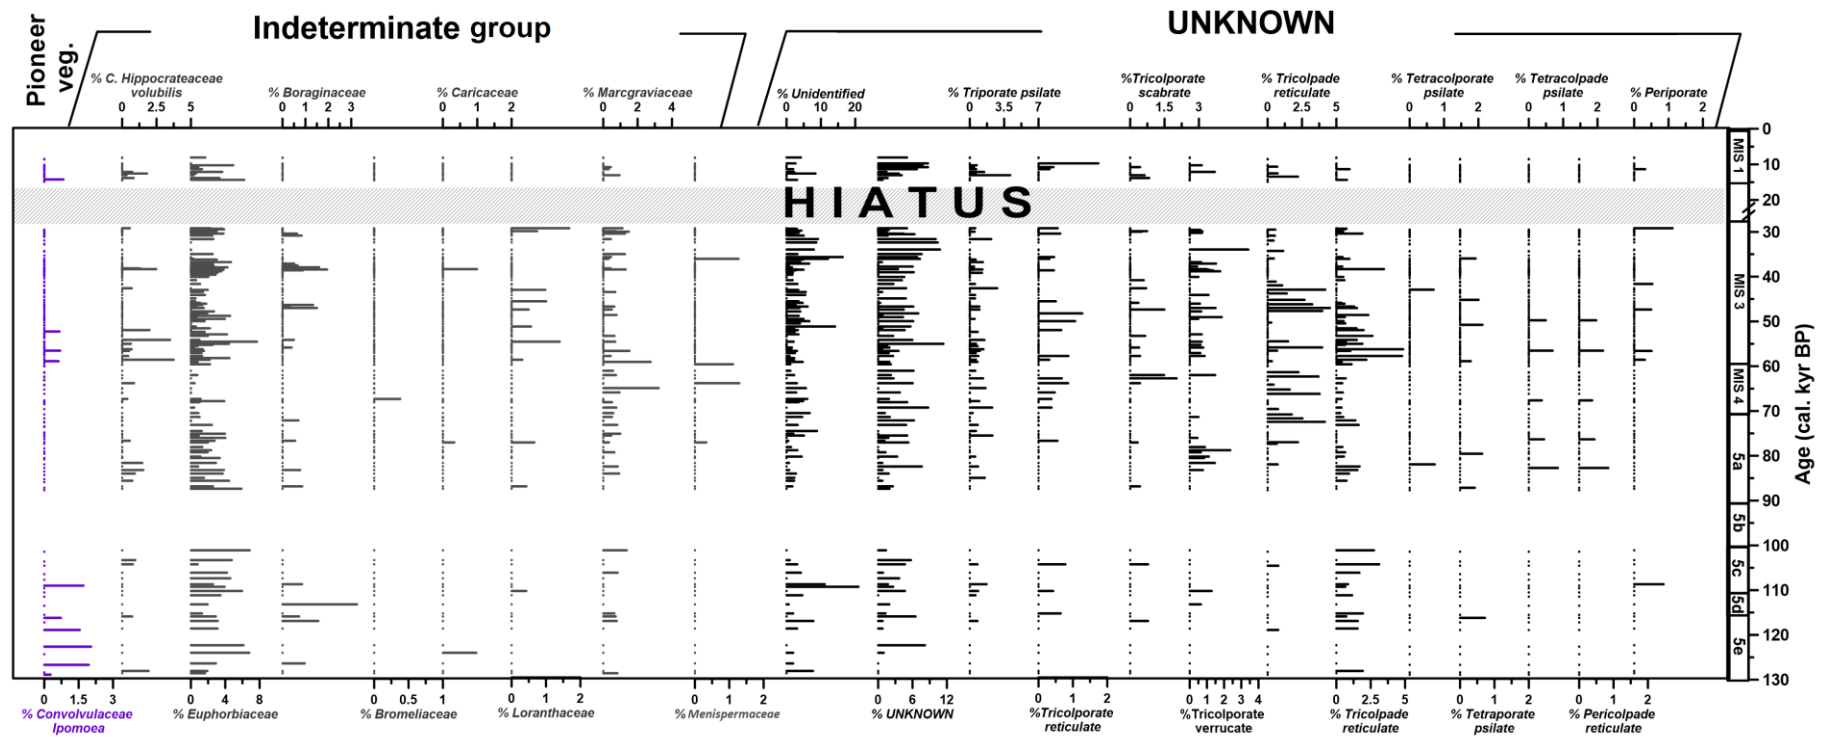 Pioneer
veg.
Indeterminate group
UNKNOWN
% C. Hippocrateaceae
volubilis
0 2.5 5
% Boraginaceae
0 1 2 3
% Caricaceae
0 1 2
% Marcgraviaceae
0 2 4
% Unidentified
0 10 20
% Triporate psilate
0 3.5 7
%Tricolporate
scabrate
0 1.5 3
% Tricolpade
reticulate
0 2.5 5
% Tetracolporate
psilate
0 1 2
% Tetracolpade
psilate
0 1 2
% Periporate
0 1 2
HIATUS
0
10
20
30
40
50
60
70
80
90
100
110
120
130
MIS 1
MIS 3
MIS 4
5a
5b
5c
5d
5e
Age (cal. kyr BP)
0 1.5 3
% Convolvulaceae
Ipomoea
0 4 8
% Euphorbiaceae
0 0.5 1
% Bromeliaceae
0 1 2
% Loranthaceae
0 1 2
% Menispermaceae
0 6 12
% UNKNOWN
0 1 2
%Tricolporate
reticulate
0 1 2 3 4
%Tricolporate
verrucate
0 2.5 5
% Tricolpade
reticulate
0 1 2
% Tetraporate
psilate
0 1 2
% Pericolpade
reticulate